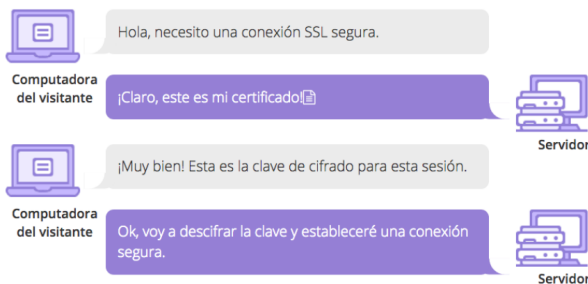 Hola, necesito una conexión SSL segura.
Computadora
del visitante
¡Claro, este es mi certificado!
Servidor
¡Muy bien! Esta es la clave de cifrado para esta sesión.
Computadora
del visitante
Ok, voy a descifrar la clave y estableceré una conexión
segura.
Servidor